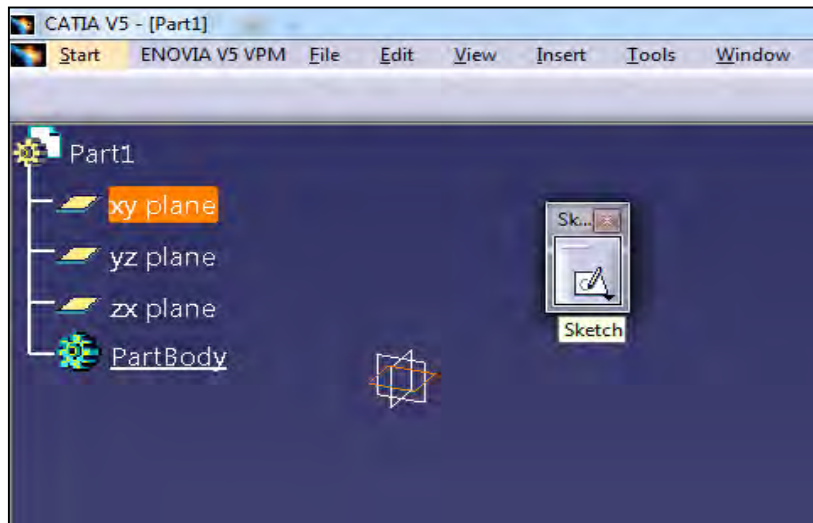 CATIA V5 - [Part1]
Start ENOVIA V5 VPM File Edit View Insert Tools Window
Part1
xy plane
yz plane
zx plane
PartBody
Sk...
Sketch